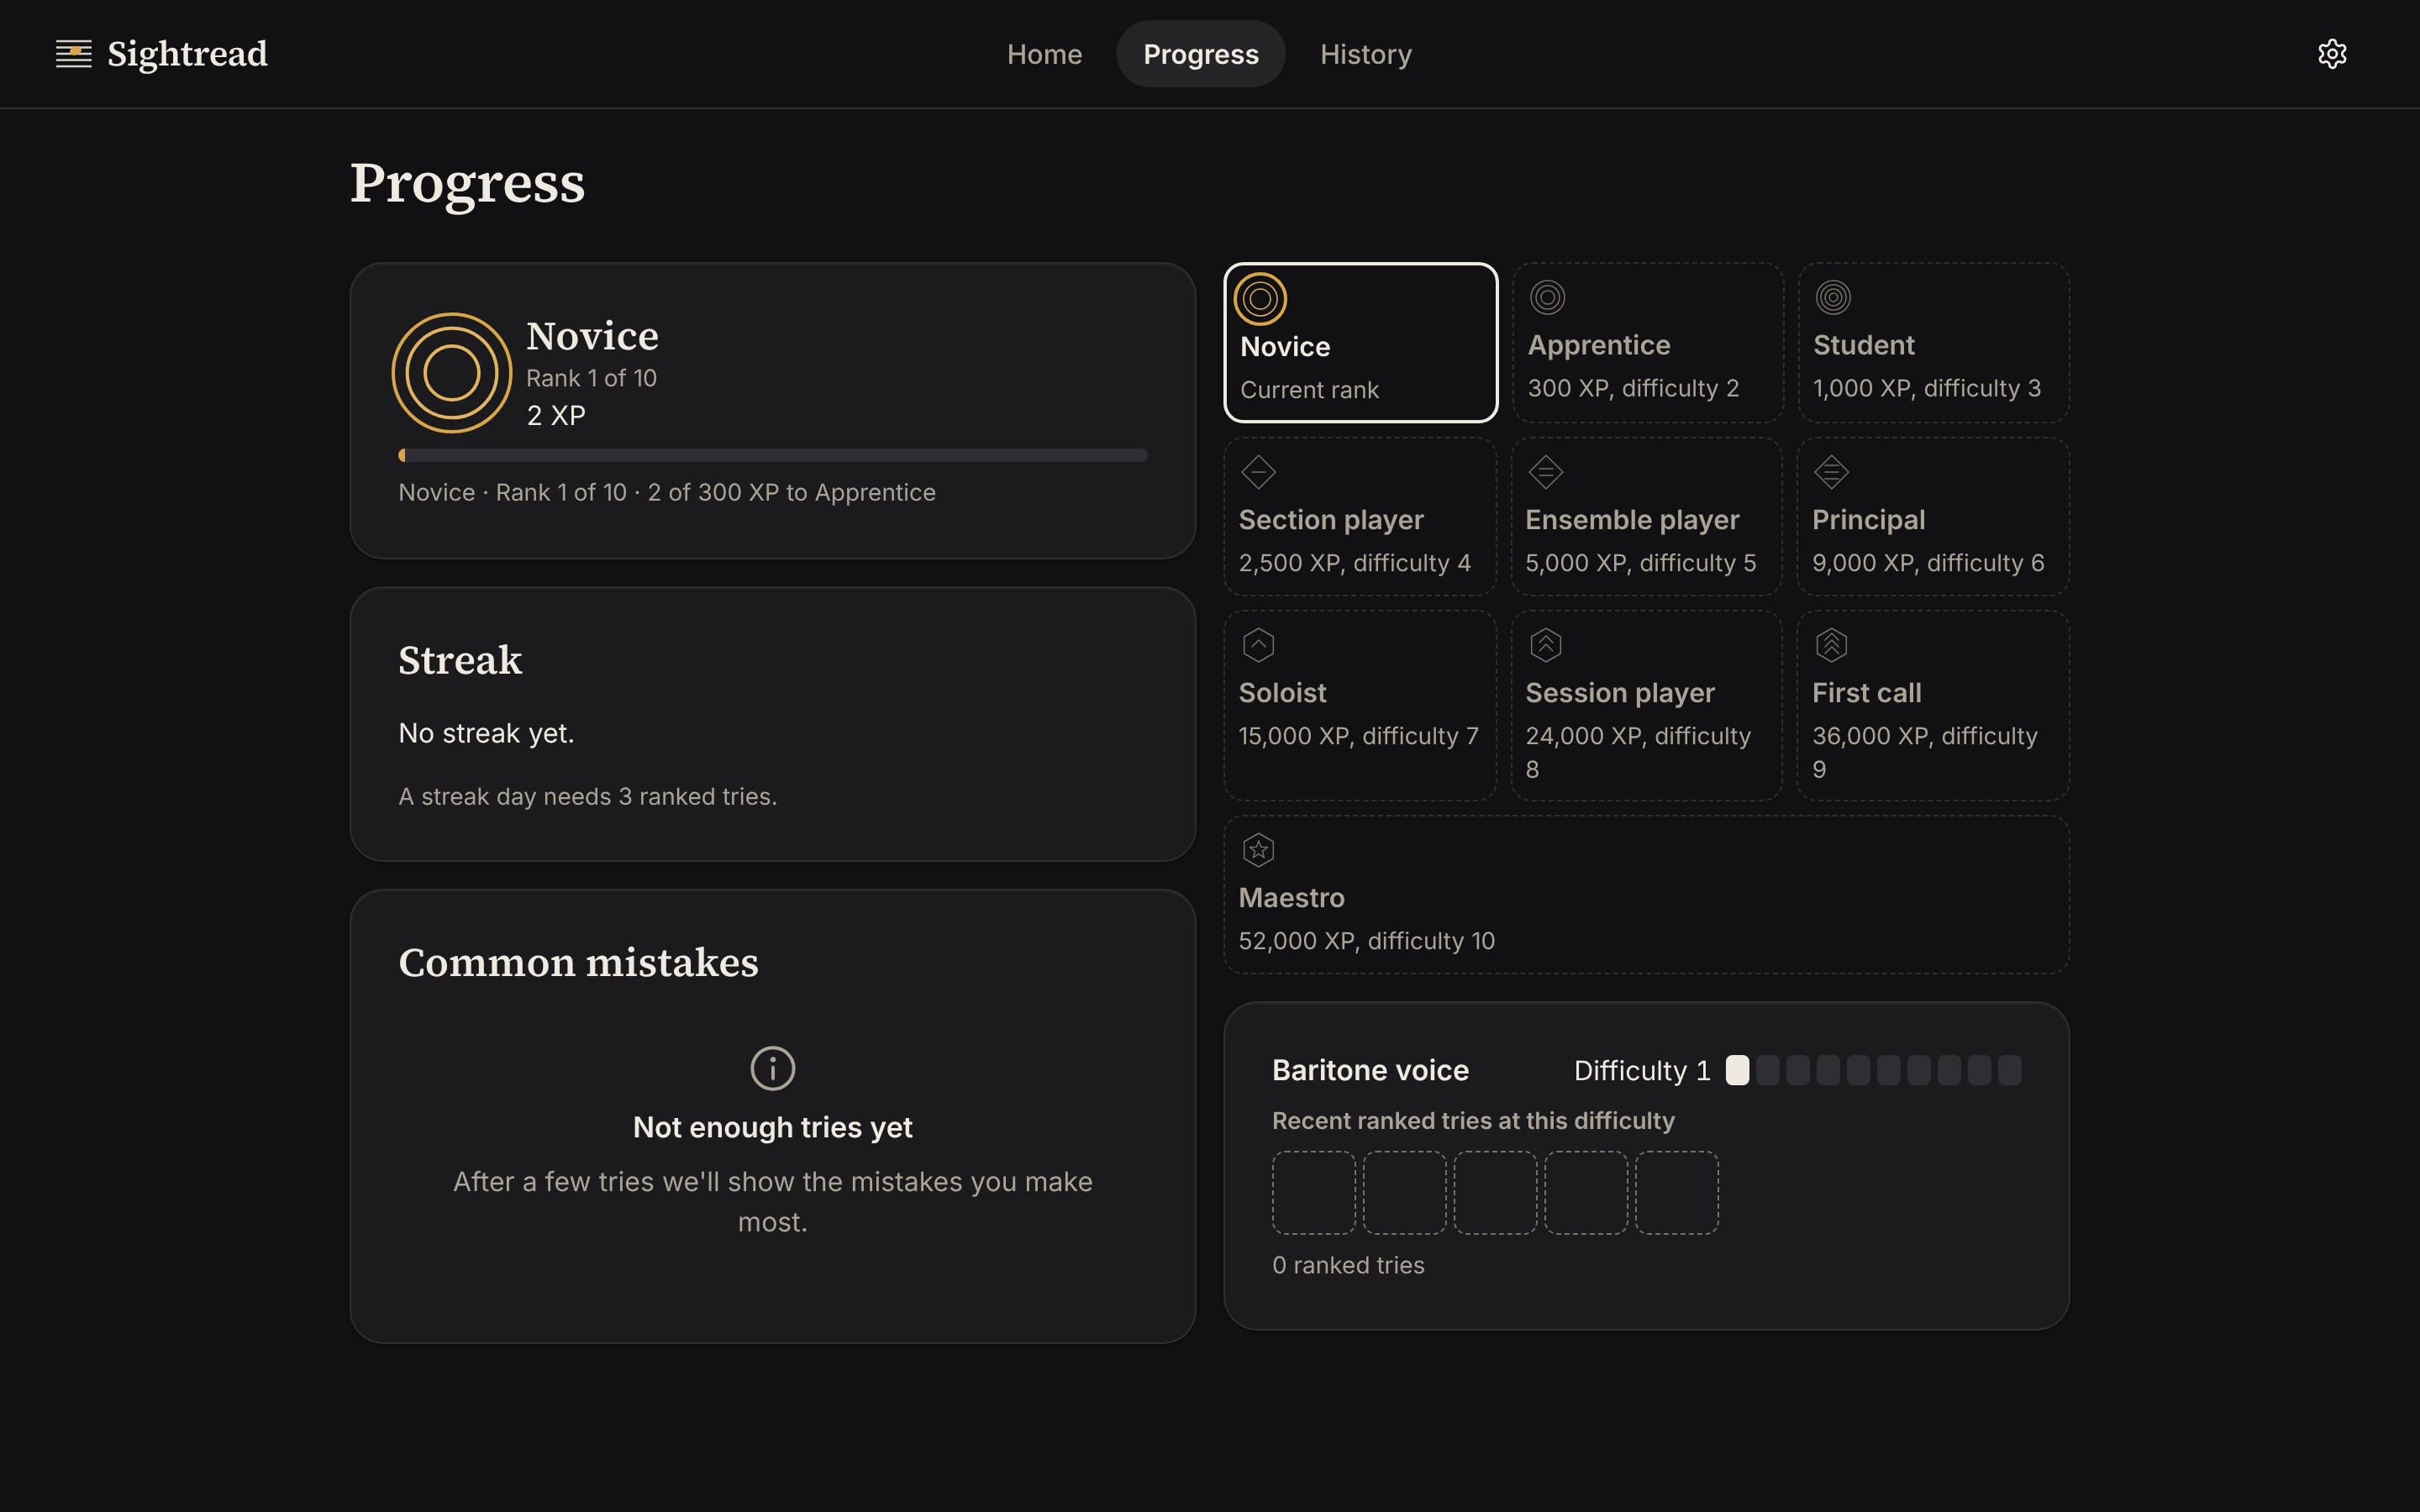 Sightread
Home
Progress
History
Progress
Novice
Rank 1 of 10
2 XP
Novice · Rank 1 of 10 · 2 of 300 XP to Apprentice
Streak
No streak yet.
A streak day needs 3 ranked tries.
Common mistakes
Not enough tries yet
After a few tries we'll show the mistakes you make
most.
Novice
Current rank
Apprentice
300 XP, difficulty 2
Student
1,000 XP, difficulty 3
Section player
2,500 XP, difficulty 4
Ensemble player
5,000 XP, difficulty 5
Principal
9,000 XP, difficulty 6
Soloist
15,000 XP, difficulty 7
Session player
24,000 XP, difficulty
8
First call
36,000 XP, difficulty
9
Maestro
52,000 XP, difficulty 10
Baritone voice
Difficulty 1
Recent ranked tries at this difficulty
0 ranked tries